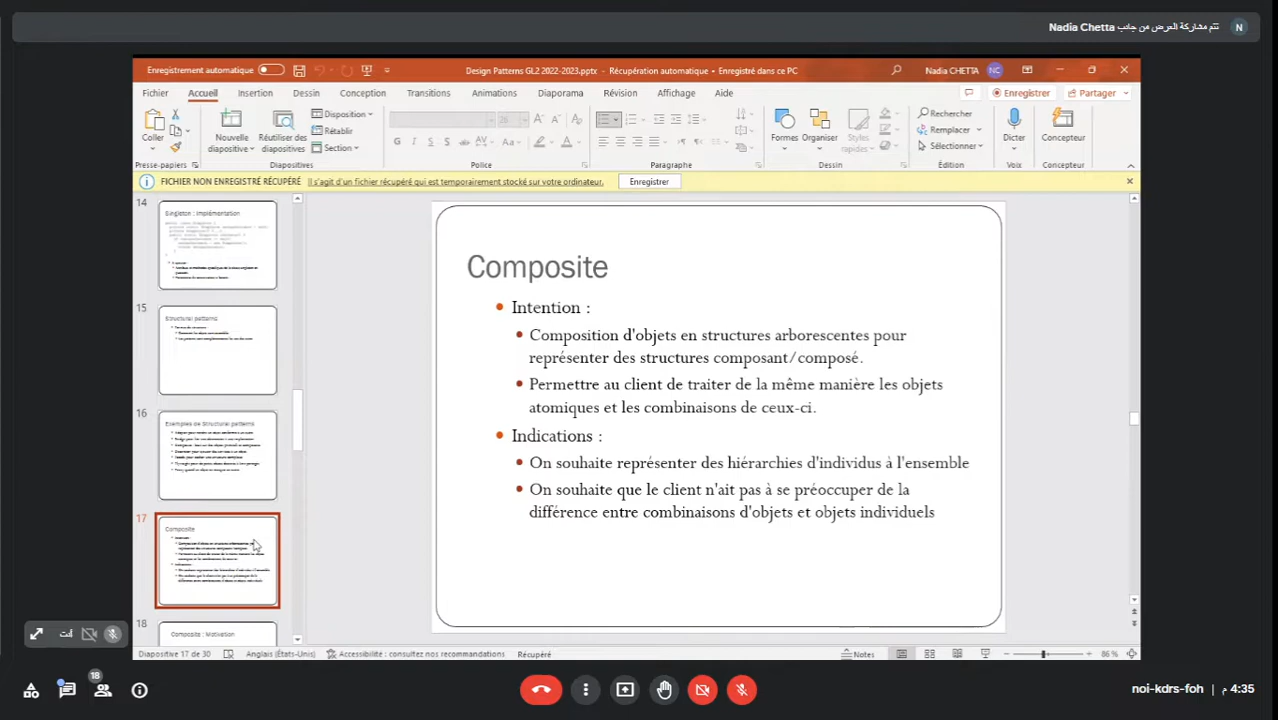 تتم مشاركة العرض من جانب Nadia Chetta
N
Enregistrement automatique
Design Patterns GL2 2022-2023.pptx • Récupération automatique • Enregistré dans ce PC
Nadia CHETTA
NC
Fichier Accueil Insertion Dessin Conception Transitions Animations Diaporama Révision Affichage Aide
Enregistrer
Partager
Coller
Nouvelle diapositive
Réutiliser des diapositives
Disposition
Rétablir
Section
G I S S ab AV Aa A
Formes
Organiser
Styles rapides
Rechercher
Remplacer
Sélectionner
Dicter
Concepteur
Presse-papiers Diapositives Police Paragraphe Dessin Édition Voix Concepteur
FICHIER NON ENREGISTRÉ RÉCUPÉRÉ Il s'agit d'un fichier récupéré qui est temporairement stocké sur votre ordinateur. Enregistrer
14
Singleton : Implémentation
15
Structural patterns
16
Exemples de Structural patterns
17
Composite
18
Composite : Motivation
Composite
Intention :
Composition d'objets en structures arborescentes pour
représenter des structures composant/composé.
Permettre au client de traiter de la même manière les objets
atomiques et les combinaisons de ceux-ci.
Indications :
On souhaite représenter des hiérarchies d'individus à l'ensemble
On souhaite que le client n'ait pas à se préoccuper de la
différence entre combinaisons d'objets et objets individuels
أنت
Diapositive 17 de 30 Anglais (États-Unis) Accessibilité : consultez nos recommandations Récupéré Notes 86 %
18
noi-kdrs-foh | 4:35 م